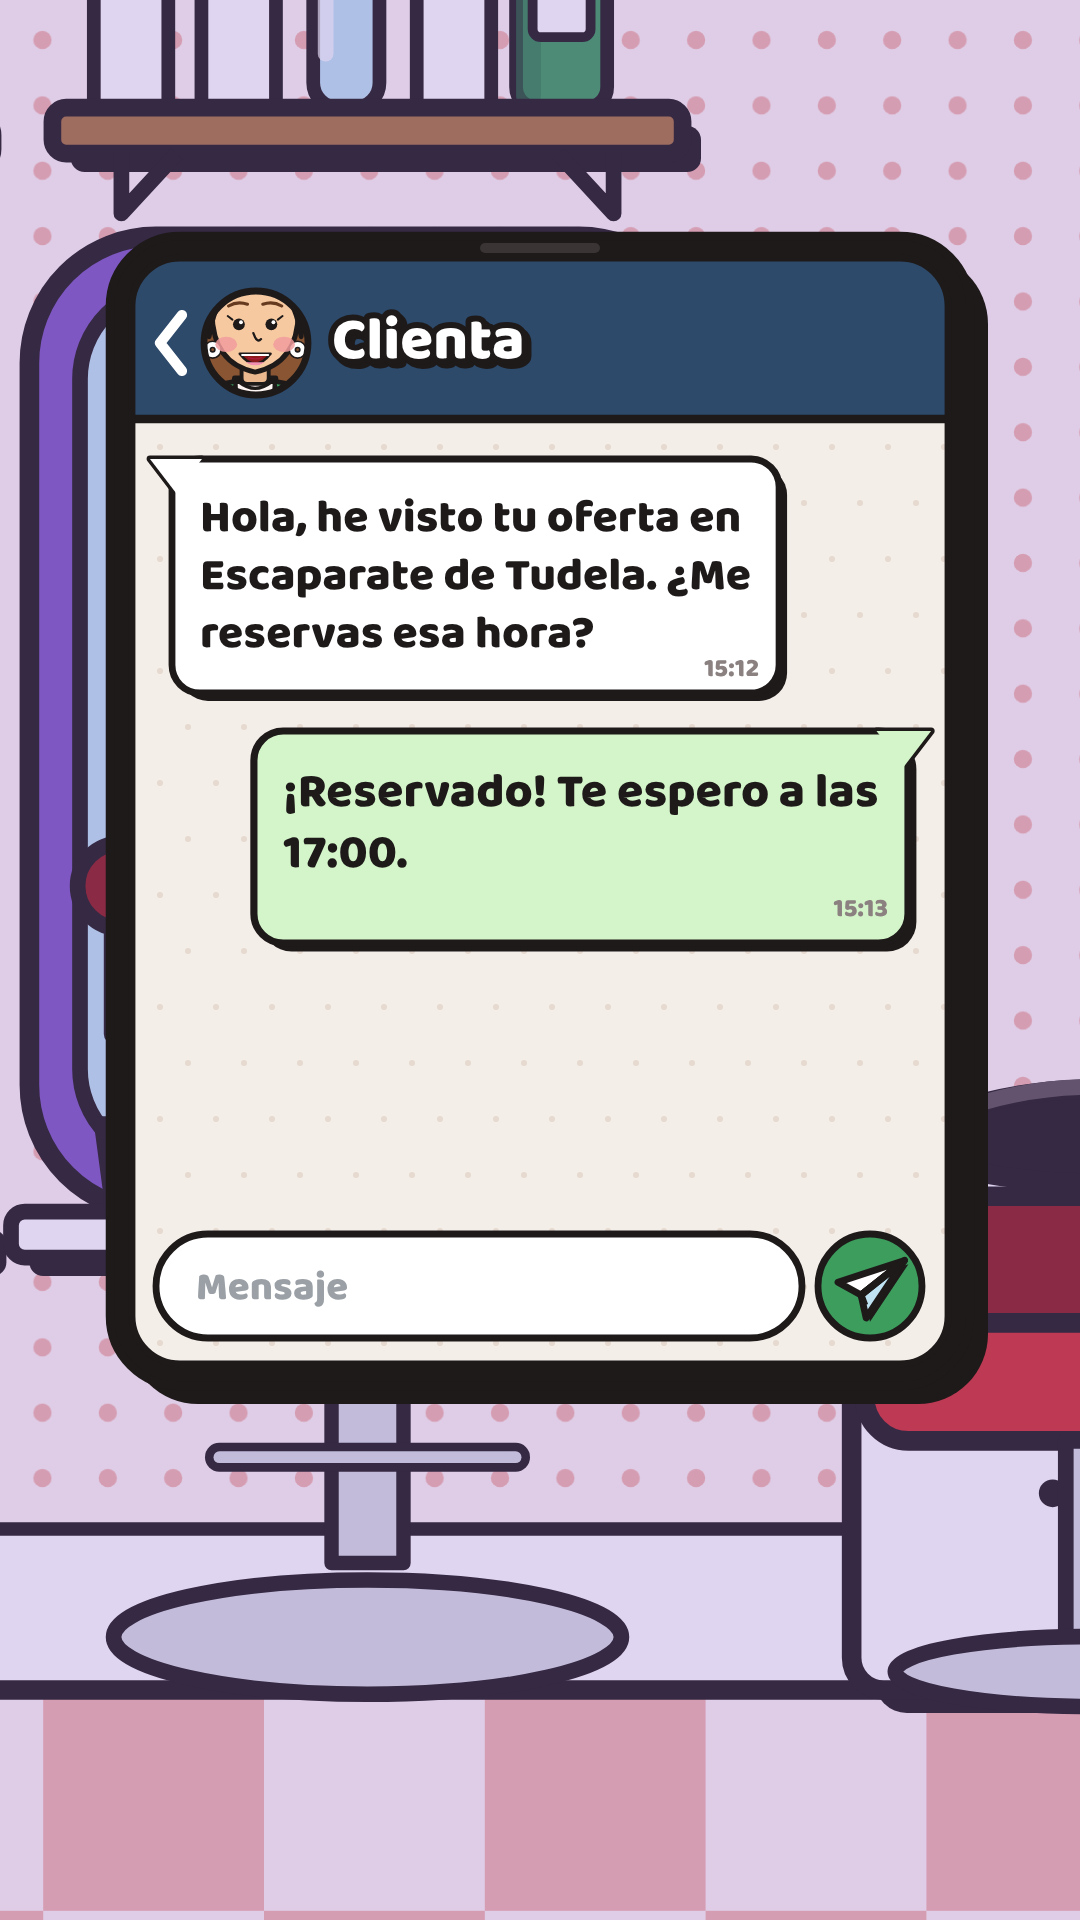 Clienta
Hola, he visto tu oferta en
Escaparate de Tudela. ¿Me
reservas esa hora?
15:12
¡Reservado! Te espero a las
17:00.
15:13
Mensaje